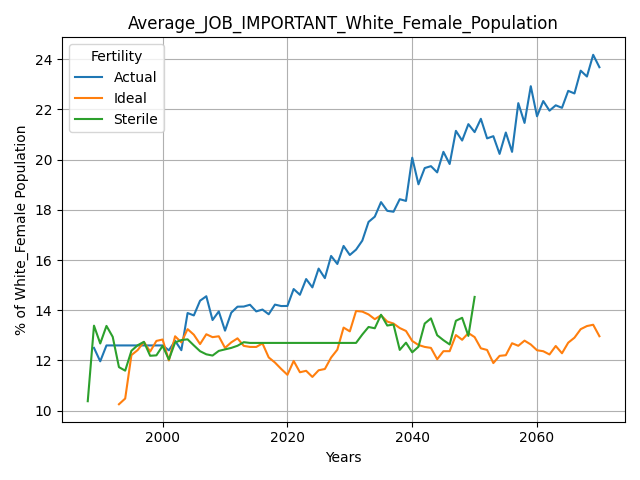 Average_JOB_IMPORTANT_White_Female_Population
Fertility
Actual
Ideal
Sterile
% of White_Female Population
24
22
20
18
16
14
12
10
2000
2020
2040
2060
Years